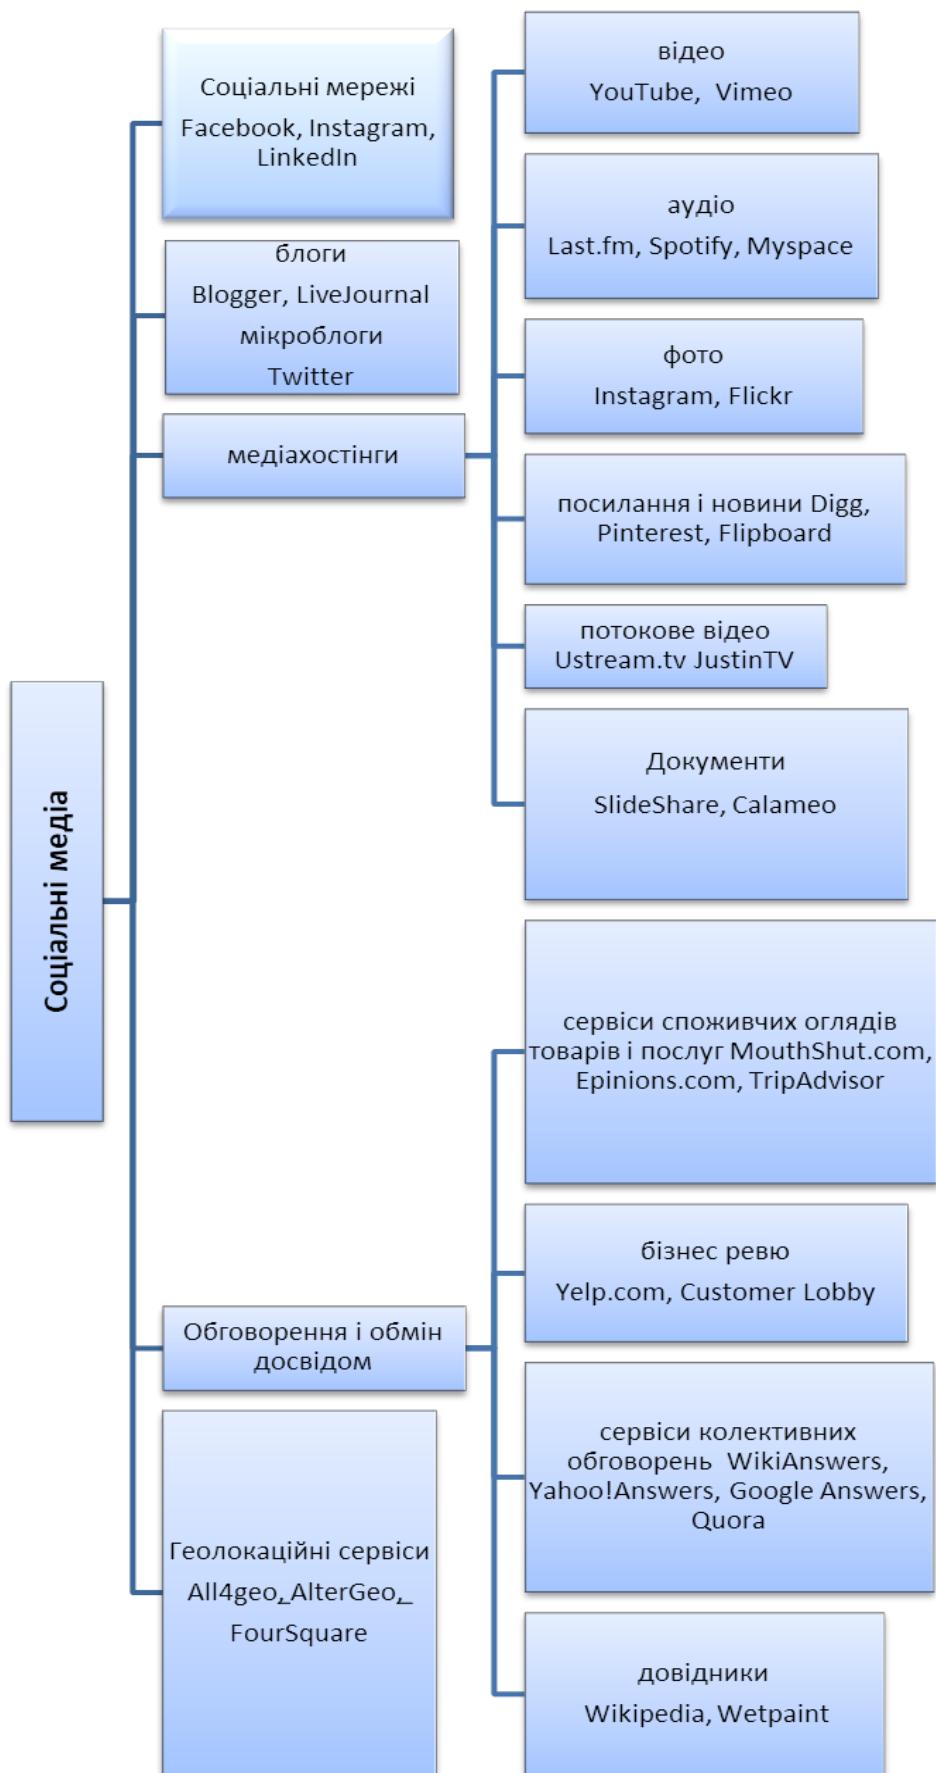 Соціальні медіа
Соціальні мережі
Facebook, Instagram,
LinkedIn
блоги
Blogger, LiveJournal
мікроблоги
Twitter
медіахостінги
відео
YouTube, Vimeo
аудіо
Last.fm, Spotify, Myspace
фото
Instagram, Flickr
посилання і новини Digg,
Pinterest, Flipboard
потокове відео
Ustream.tv JustinTV
Документи
SlideShare, Calameo
Обговорення і обмін
досвідом
сервіси споживчих оглядів
товарів і послуг MouthShut.com,
Epinions.com, TripAdvisor
бізнес ревю
Yelp.com, Customer Lobby
сервіси колективних
обговорень WikiAnswers,
Yahoo!Answers, Google Answers,
Quora
довідники
Wikipedia, Wetpaint
Геолокаційні сервіси
All4geo, AlterGeo,
FourSquare